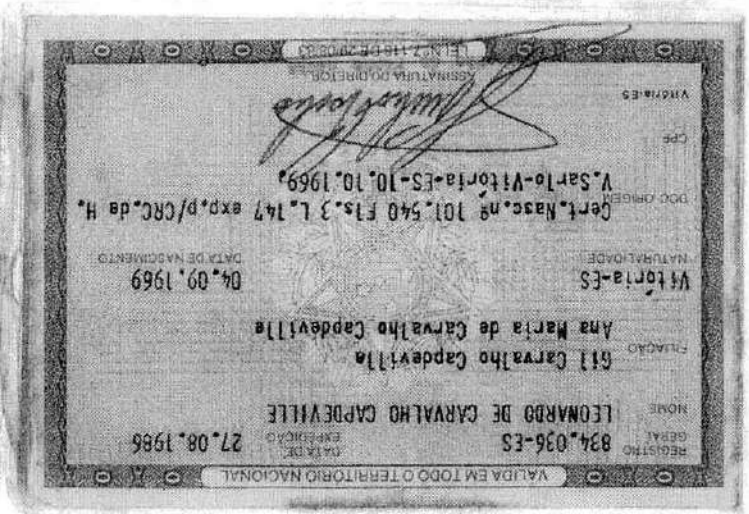 VÁLIDA EM TODO O TERRITÓRIO NACIONAL
REGISTRO GERAL 834.036-ES DATA DE EXPEDIÇÃO 27.08.1986
NOME LEONARDO DE CARVALHO CAPDEVILLE
FILIAÇÃO Gil Carvalho Capdeville
Ana Maria de Carvalho Capdeville
NATURALIDADE Vitória-ES DATA DE NASCIMENTO 04.09.1969
DOC ORIGEM Cert.Nasc.nº 101.540 Fls.3 L.147 exp.p/CRC.de H.
V.Sarlo-Vitória-ES-10.10.1969.
CPF
Vitória-ES
ASSINATURA DO DIRETOR
LEI Nº 7.116 DE 29/08/83